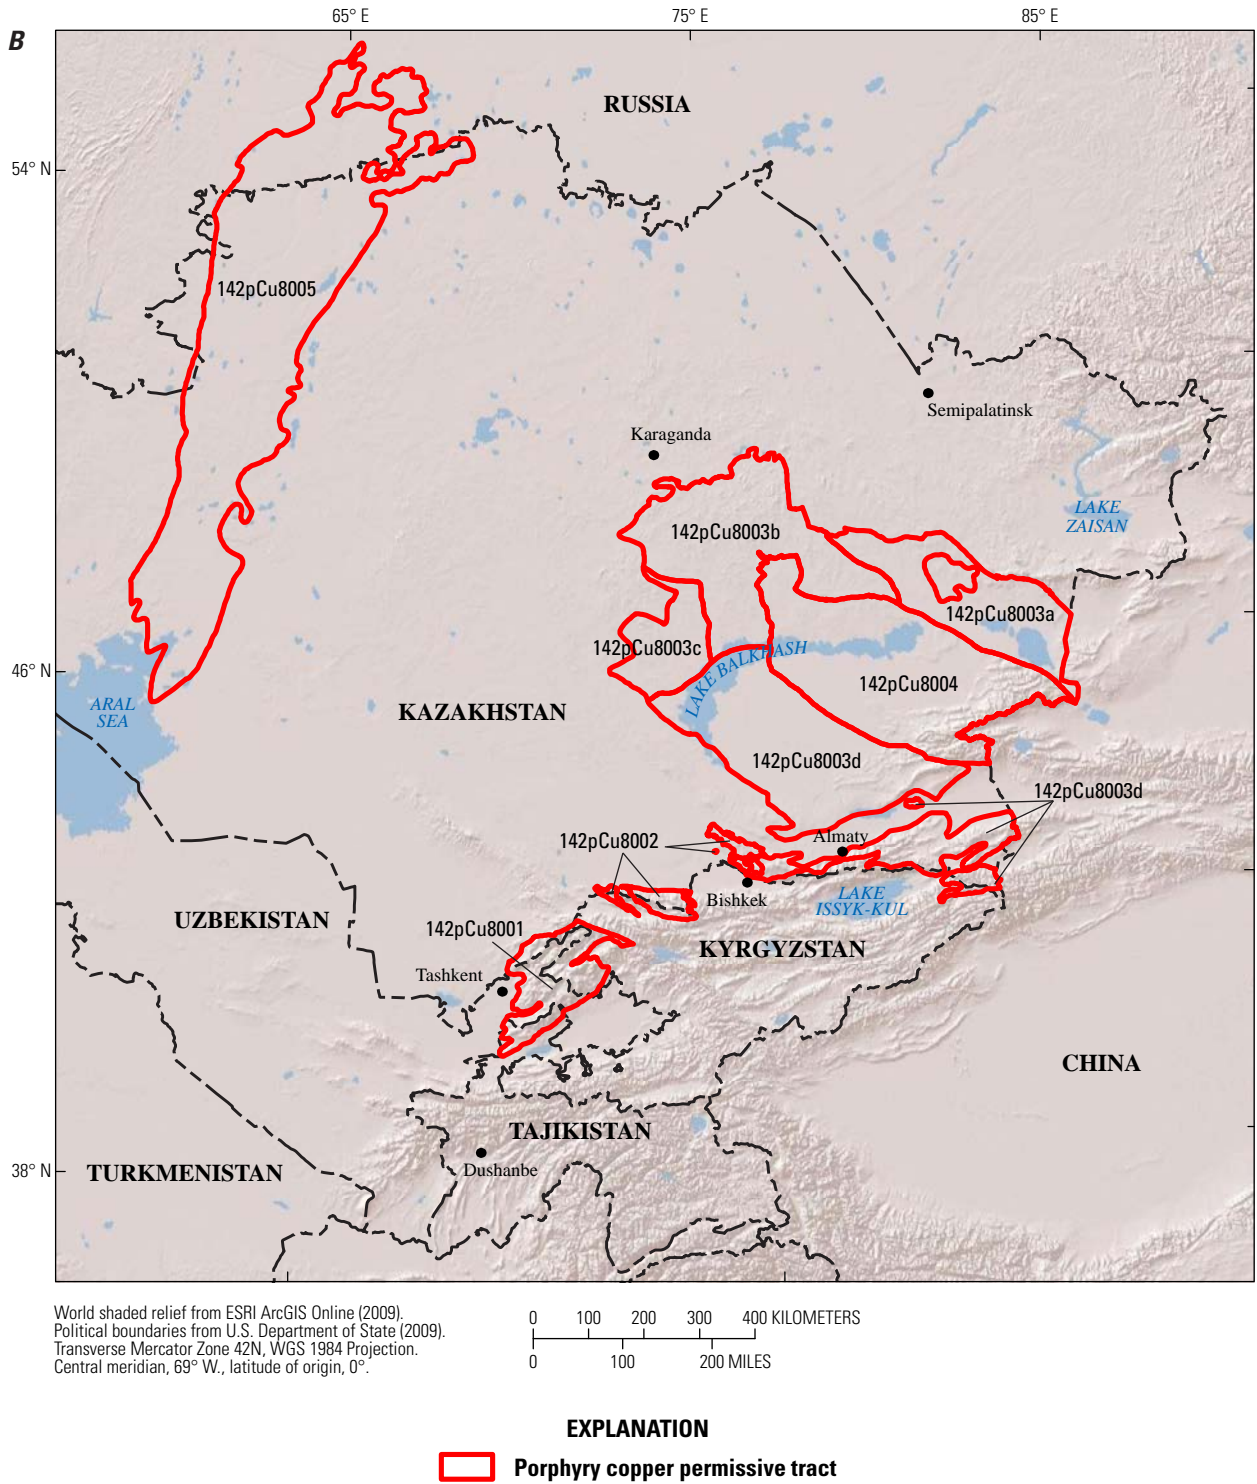 65° E
75° E
85° E
B
RUSSIA
54° N
142pCu8005
Semipalatinsk
Karaganda
LAKE
ZAISAN
142pCu8003b
142pCu8003a
142pCu8003c
LAKE BALKHASH
46° N
142pCu8004
ARAL
SEA
KAZAKHSTAN
142pCu8003d
142pCu8003d
Almaty
142pCu8002
Bishkek
LAKE
ISSYK-KUL
UZBEKISTAN
142pCu8001
KYRGYZSTAN
Tashkent
CHINA
TAJIKISTAN
38° N
TURKMENISTAN
Dushanbe
World shaded relief from ESRI ArcGIS Online (2009).
Political boundaries from U.S. Department of State (2009).
Transverse Mercator Zone 42N, WGS 1984 Projection.
Central meridian, 69° W., latitude of origin, 0°.
0 100 200 300 400 KILOMETERS
0 100 200 MILES
EXPLANATION
Porphyry copper permissive tract